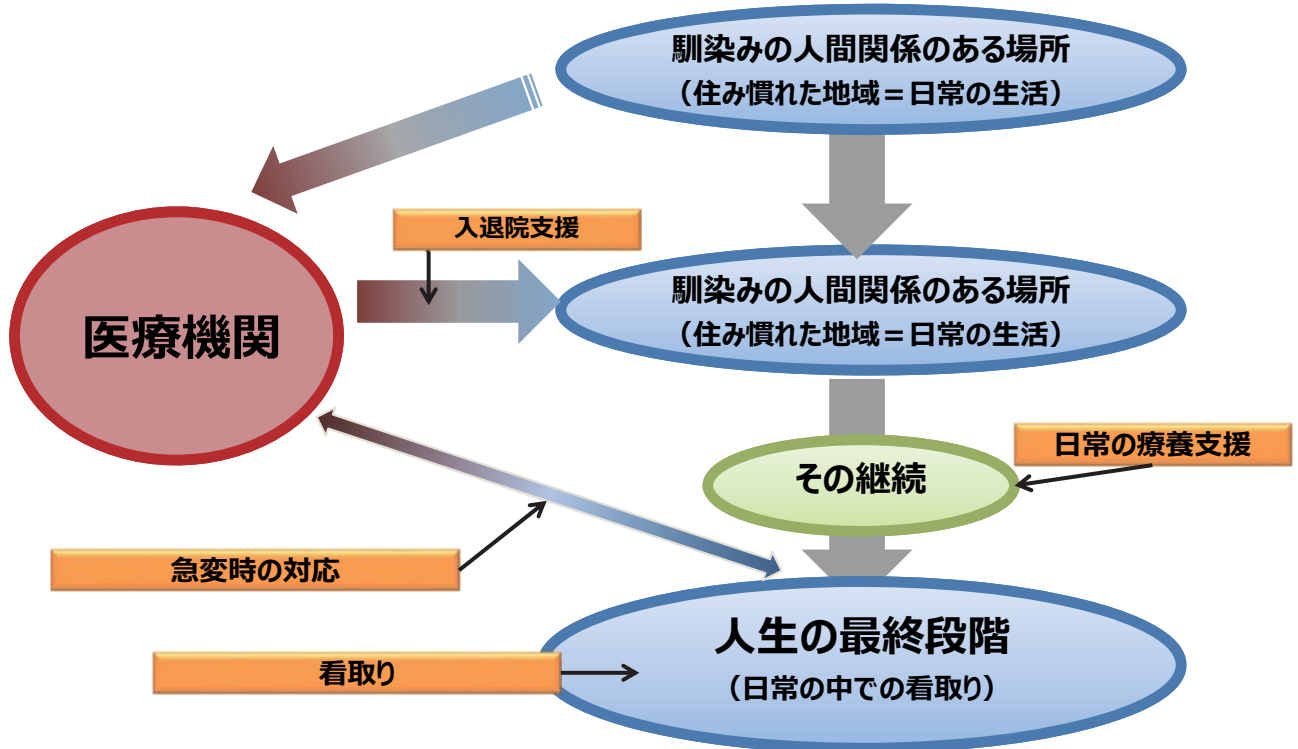 馴染みの人間関係のある場所
（住み慣れた地域＝日常の生活）
入退院支援
医療機関
馴染みの人間関係のある場所
（住み慣れた地域＝日常の生活）
日常の療養支援
その継続
急変時の対応
人生の最終段階
（日常の中での看取り）
看取り